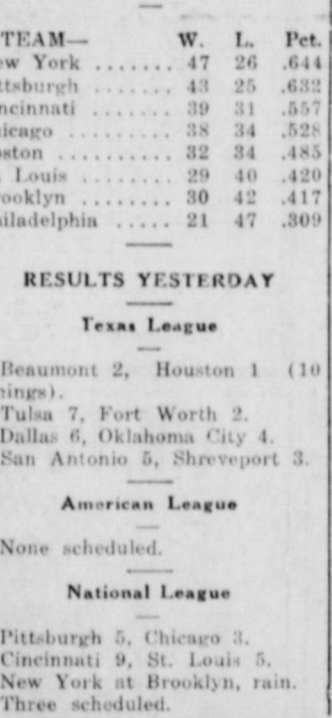 TEAM— W. L. Pct.
ew York ....... 47 26 .644
ttsburgh ....... 43 25 .632
ncinnati ....... 39 31 .557
icago ........ 38 34 .528
ston .......... 32 34 .485
. Louis ........ 29 40 .420
rooklyn ........ 30 42 .417
iladelphia ..... 21 47 .309
RESULTS YESTERDAY
Texas League
Beaumont 2, Houston 1 (10
nings).
Tulsa 7, Fort Worth 2.
Dallas 6, Oklahoma City 4.
San Antonio 5, Shreveport 3.
American League
None scheduled.
National League
Pittsburgh 5, Chicago 3.
Cincinnati 9, St. Louis 5.
New York at Brooklyn, rain.
Three scheduled.